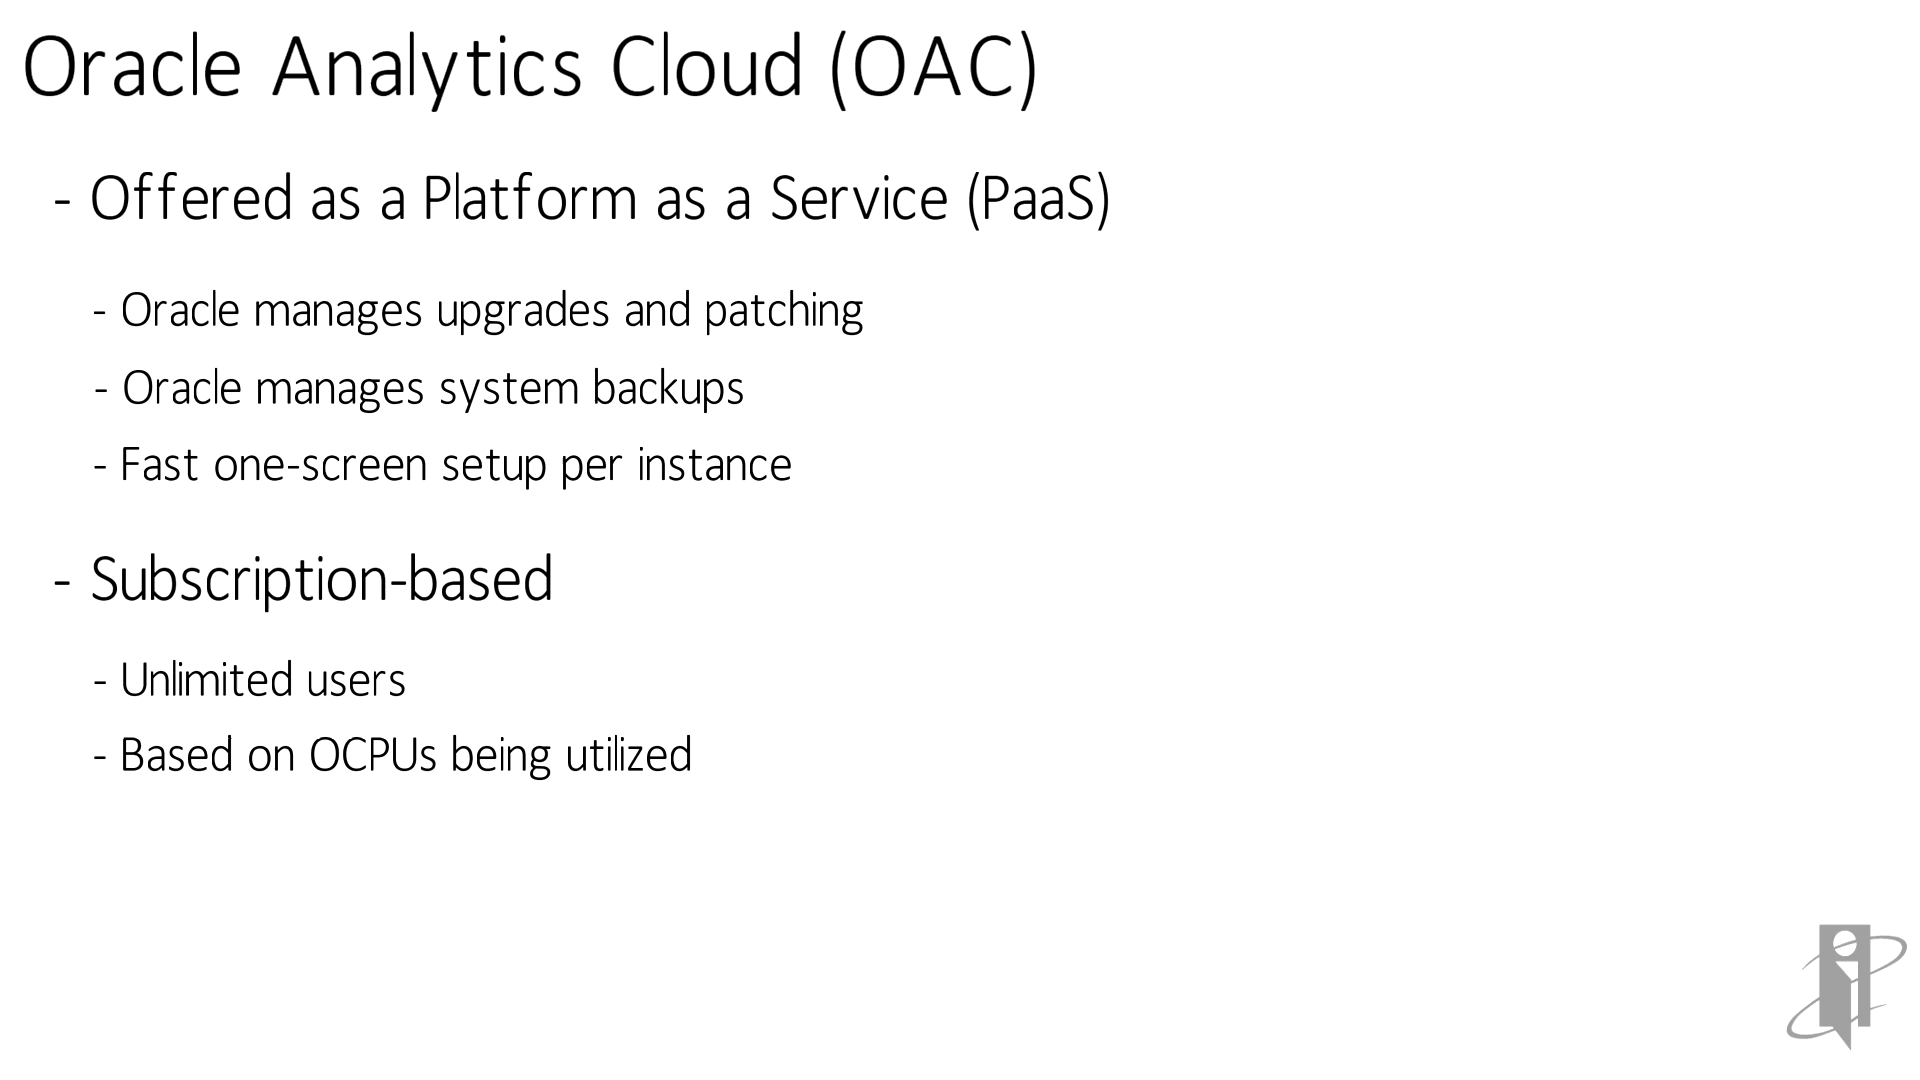 Oracle Analytics Cloud (OAC)
- Offered as a Platform as a Service (PaaS)
- Oracle manages upgrades and patching
- Oracle manages system backups
- Fast one-screen setup per instance
- Subscription-based
- Unlimited users
- Based on OCPUs being utilized